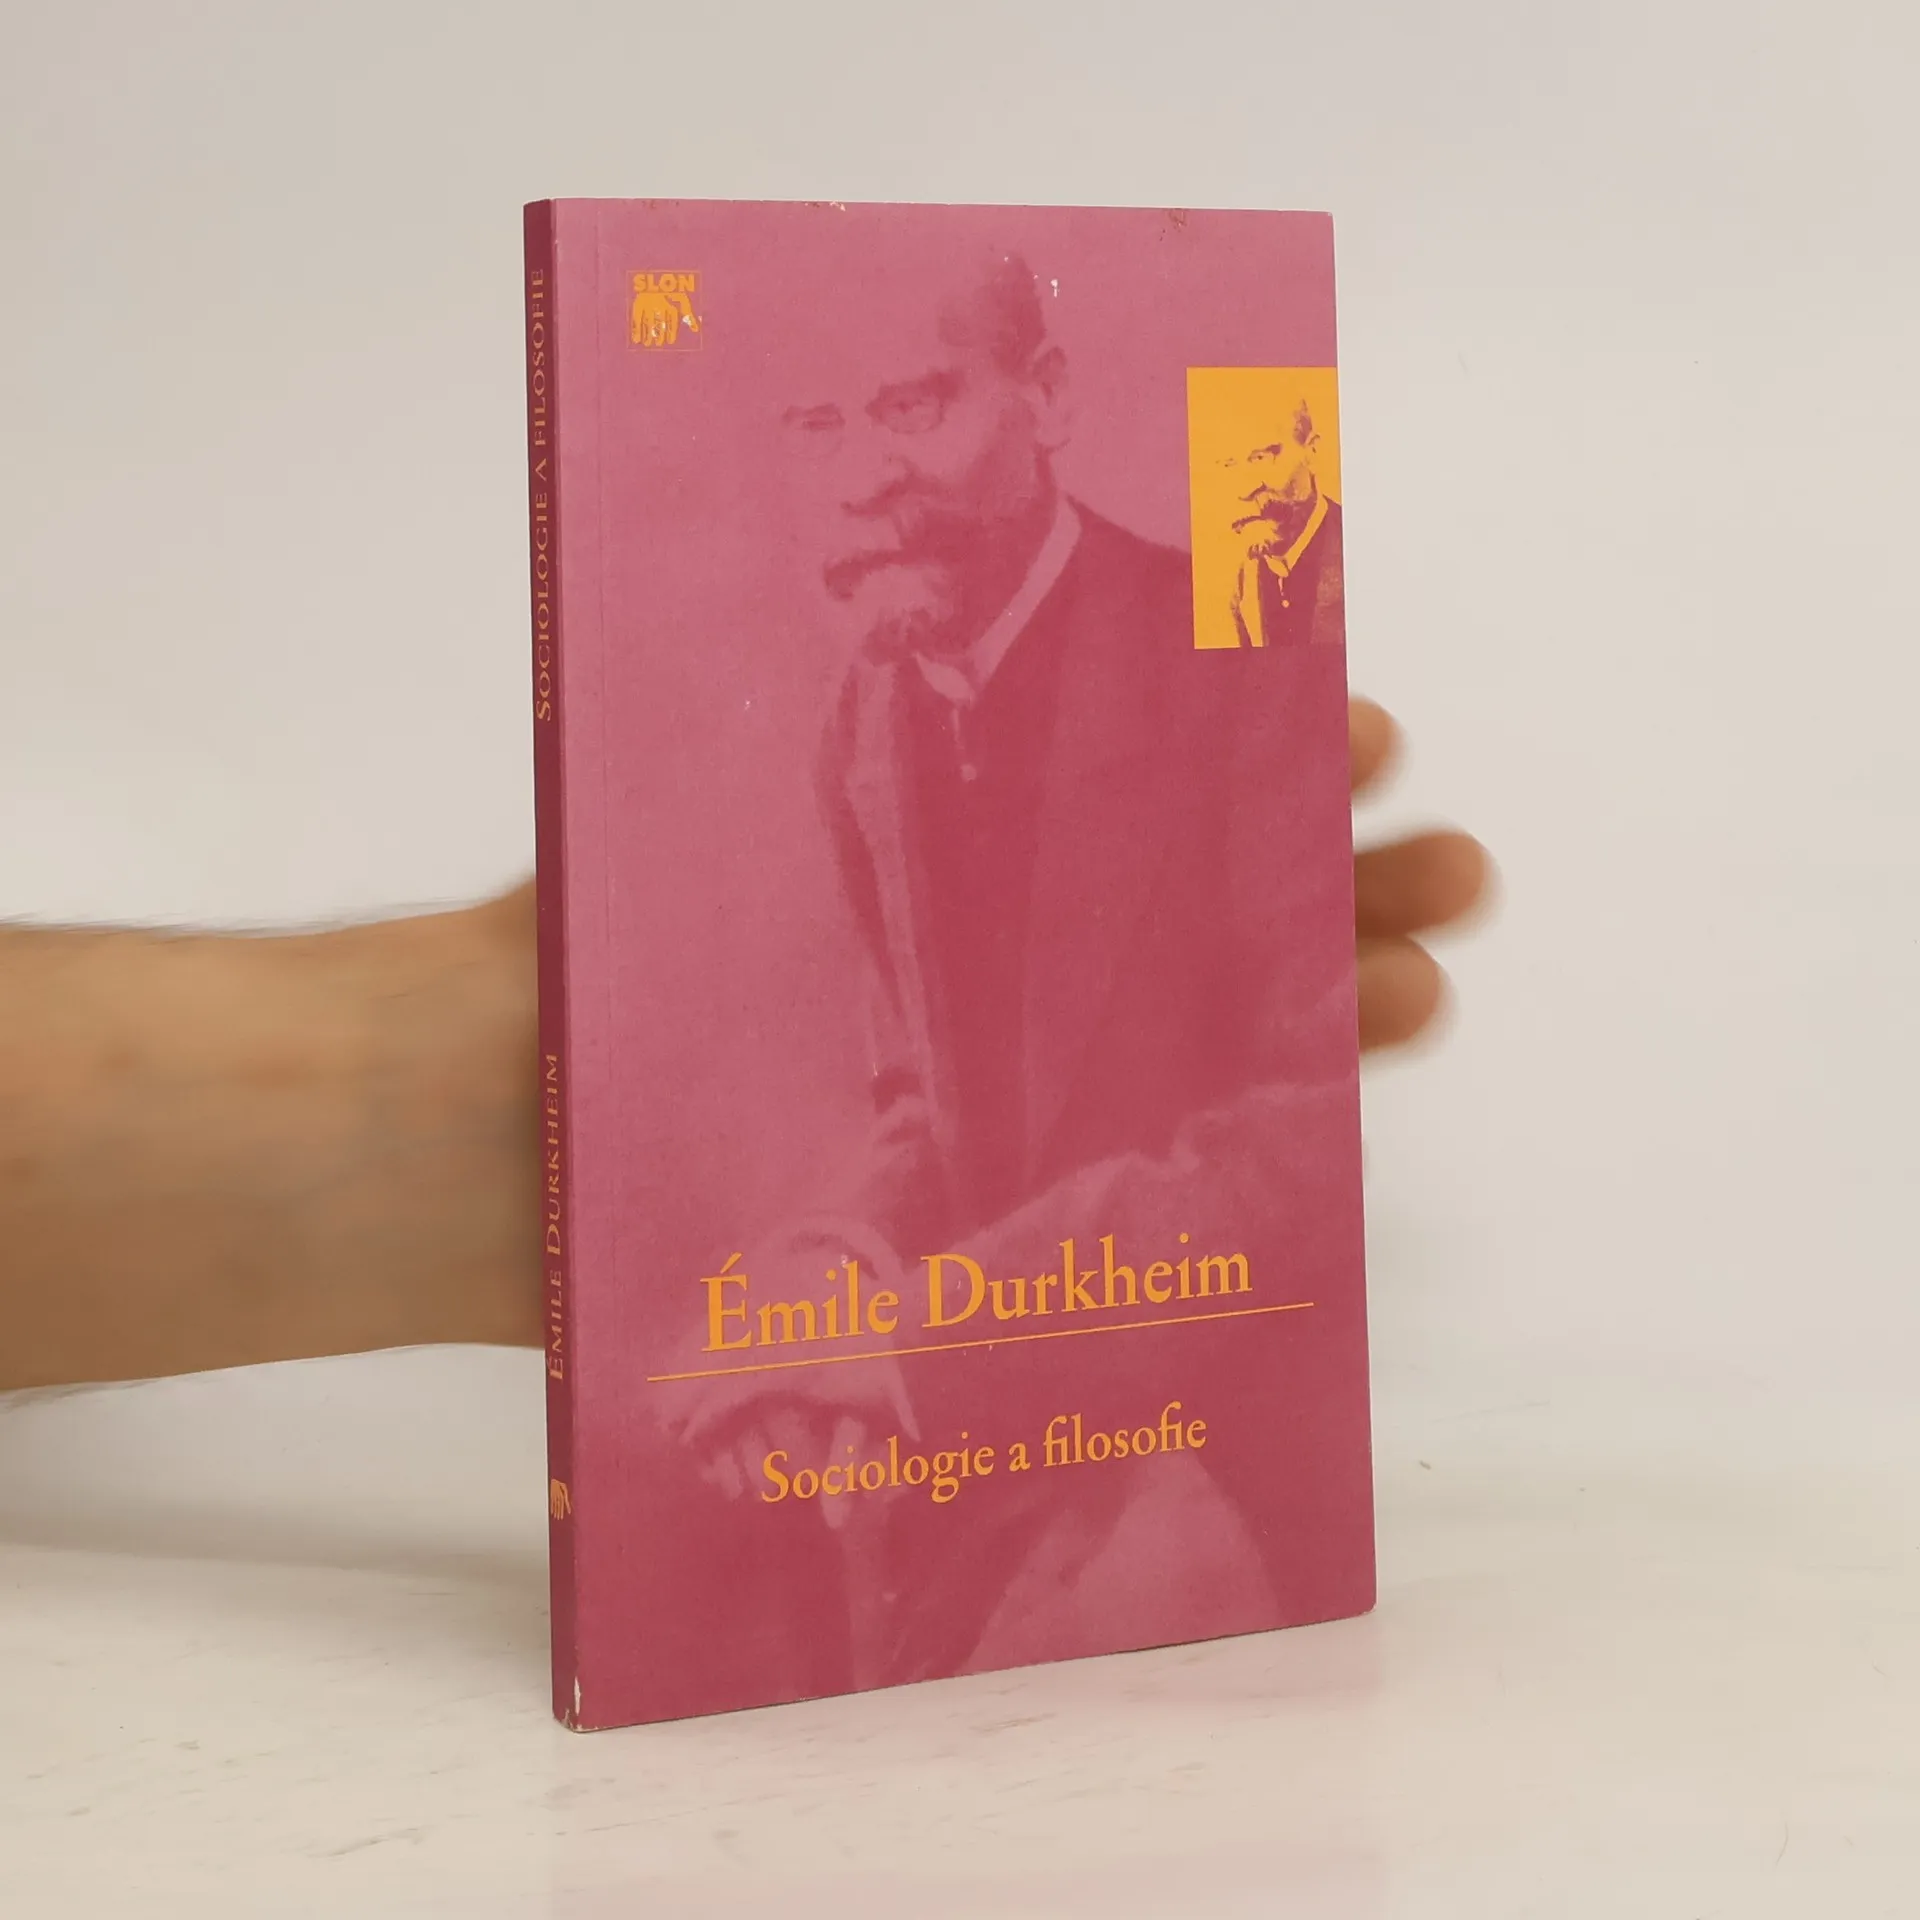 SLON
Émile Durkheim
Sociologie a filosofie
ÉMILE DURKHEIM
SOCIOLOGIE A FILOSOFIE